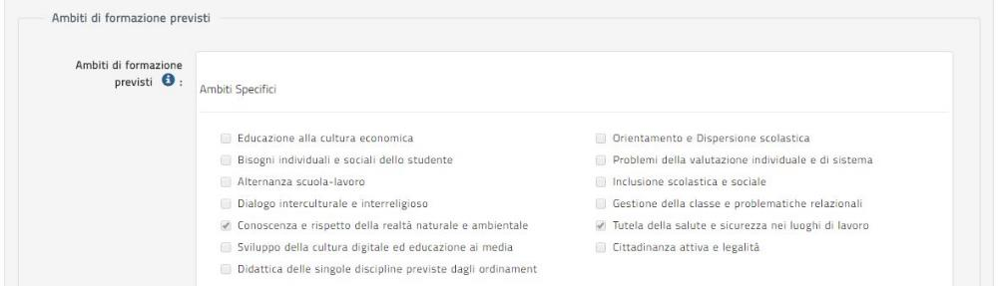 Ambiti di formazione previsti
Ambiti di formazione
previsti :
Ambiti Specifici
Educazione alla cultura economica
Orientamento e Dispersione scolastica
Bisogni individuali e sociali dello studente
Problemi della valutazione individuale e di sistema
Alternanza scuola-lavoro
Inclusione scolastica e sociale
Dialogo interculturale e interreligioso
Gestione della classe e problematiche relazionali
Conoscenza e rispetto della realtà naturale e ambientale
Tutela della salute e sicurezza nei luoghi di lavoro
Sviluppo della cultura digitale ed educazione ai media
Cittadinanza attiva e legalità
Didattica delle singole discipline previste dagli ordinament